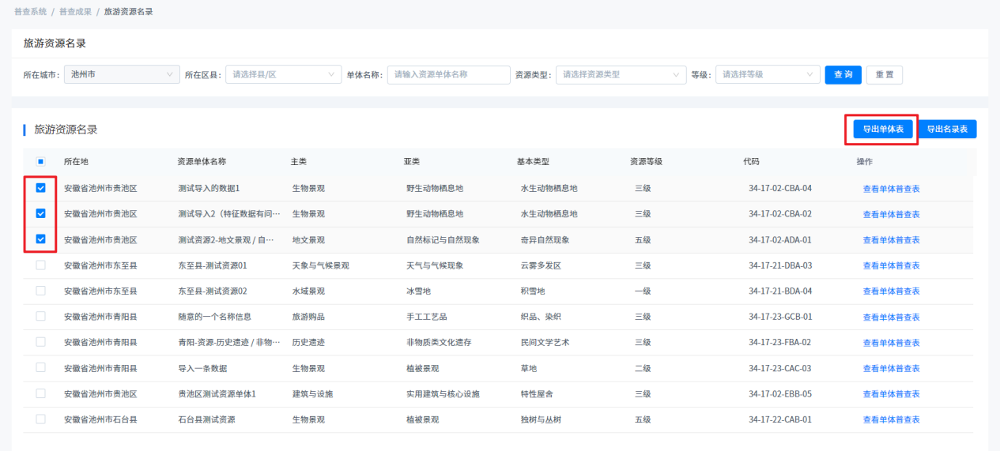 普查系统 / 普查成果 / 旅游资源名录
旅游资源名录
所在城市: 池州市 所在区县: 请选择县/区 单体名称: 请输入资源单体名称 资源类型: 请选择资源类型 等级: 请选择等级 查 询 重 置
旅游资源名录 导出单体表 导出名录表
所在地 资源单体名称 主类 亚类 基本类型 资源等级 代码 操作
安徽省池州市贵池区 测试导入的数据1 生物景观 野生动物栖息地 水生动物栖息地 三级 34-17-02-CBA-04 查看单体普查表
安徽省池州市贵池区 测试导入2（特征数据有问… 生物景观 野生动物栖息地 水生动物栖息地 三级 34-17-02-CBA-02 查看单体普查表
安徽省池州市贵池区 测试资源2-地文景观 / 自… 地文景观 自然标记与自然现象 奇异自然现象 五级 34-17-02-ADA-01 查看单体普查表
安徽省池州市东至县 东至县-测试资源01 天象与气候景观 天气与气候现象 云雾多发区 三级 34-17-21-DBA-03 查看单体普查表
安徽省池州市东至县 东至县-测试资源02 水域景观 冰雪地 积雪地 一级 34-17-21-BDA-04 查看单体普查表
安徽省池州市青阳县 随意的一个名称信息 旅游购品 手工工艺品 织品、染织 三级 34-17-23-GCB-01 查看单体普查表
安徽省池州市青阳县 青阳-资源-历史遗迹 / 非物… 历史遗迹 非物质类文化遗存 民间文学艺术 三级 34-17-23-FBA-02 查看单体普查表
安徽省池州市青阳县 导入一条数据 生物景观 植被景观 草地 二级 34-17-23-CAC-03 查看单体普查表
安徽省池州市贵池区 贵池区测试资源单体1 建筑与设施 实用建筑与核心设施 特性屋舍 三级 34-17-02-EBB-05 查看单体普查表
安徽省池州市石台县 石台县测试资源 生物景观 植被景观 独树与丛树 五级 34-17-22-CAB-01 查看单体普查表